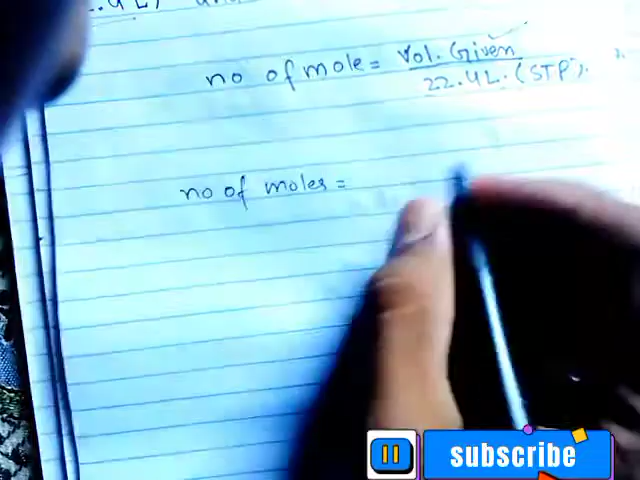 no of mole = Vol. Given
22.4L. (STP).
no of moles =
subscribe